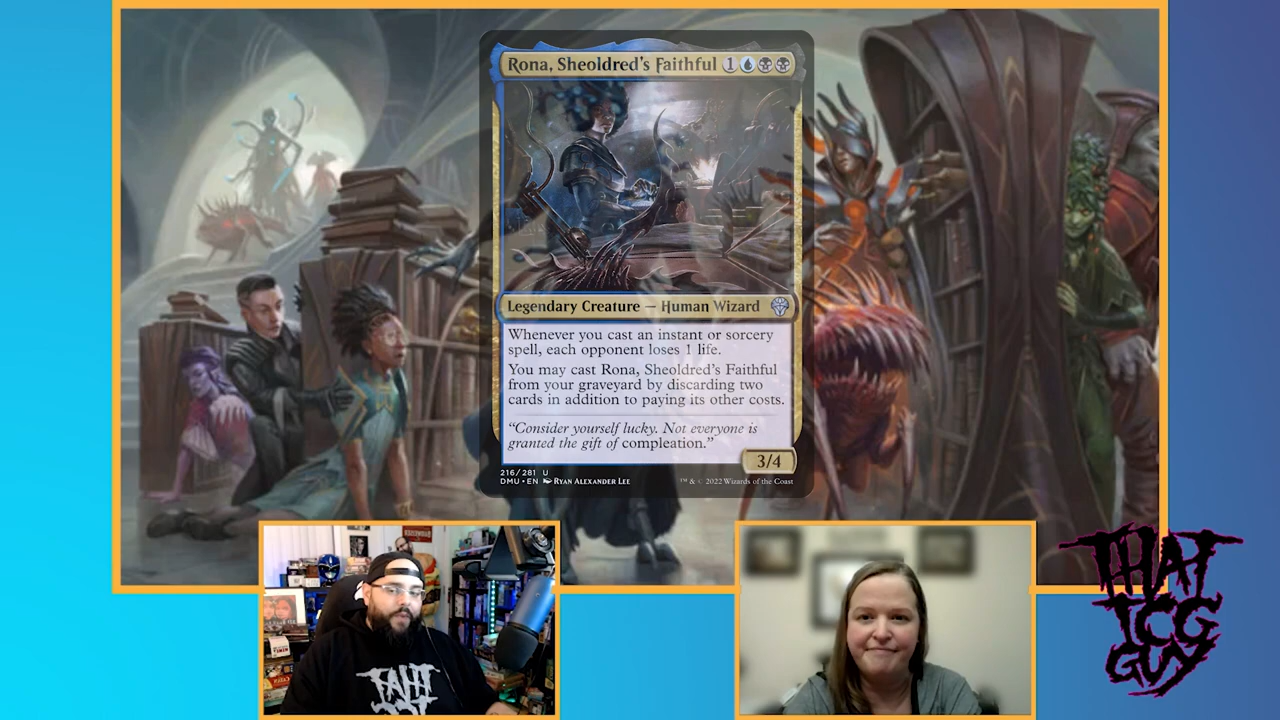 Rona, Sheoldred's Faithful 1
Legendary Creature — Human Wizard
Whenever you cast an instant or sorcery
spell, each opponent loses 1 life.
You may cast Rona, Sheoldred's Faithful
from your graveyard by discarding two
cards in addition to paying its other costs.
"Consider yourself lucky. Not everyone is
granted the gift of compleation."
3/4
216/281 U
DMU • EN RYAN ALEXANDER LEE
™ & © 2022 Wizards of the Coast
THAT
TCG
GUY